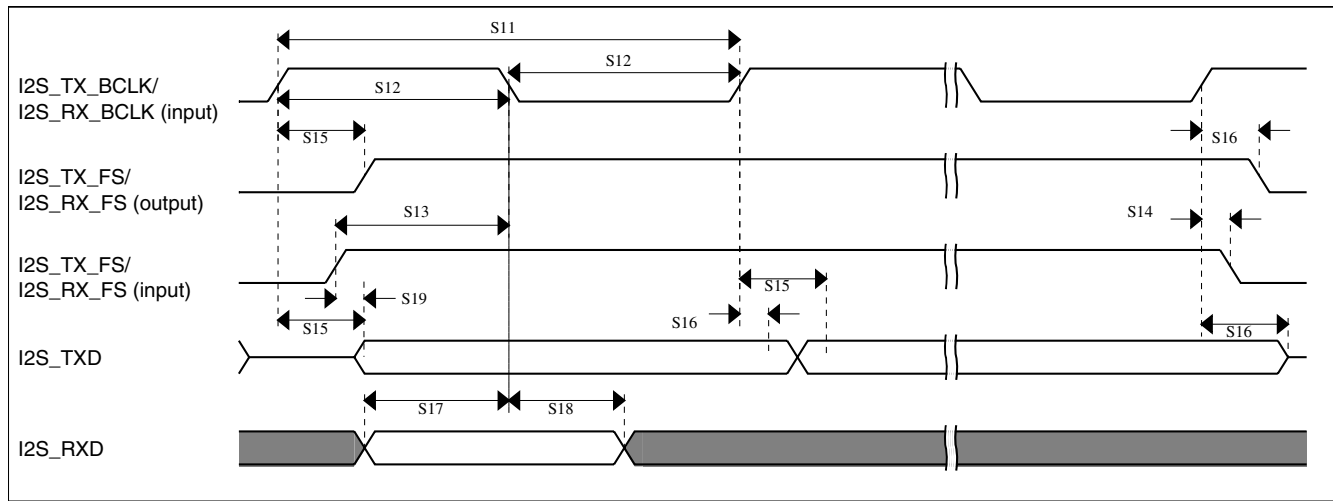 S11
I2S_TX_BCLK/
I2S_RX_BCLK (input)
S12
S12
S15
S16
I2S_TX_FS/
I2S_RX_FS (output)
S13
S14
I2S_TX_FS/
I2S_RX_FS (input)
S15
S19
S16
S15
S16
I2S_TXD
S17
S18
I2S_RXD